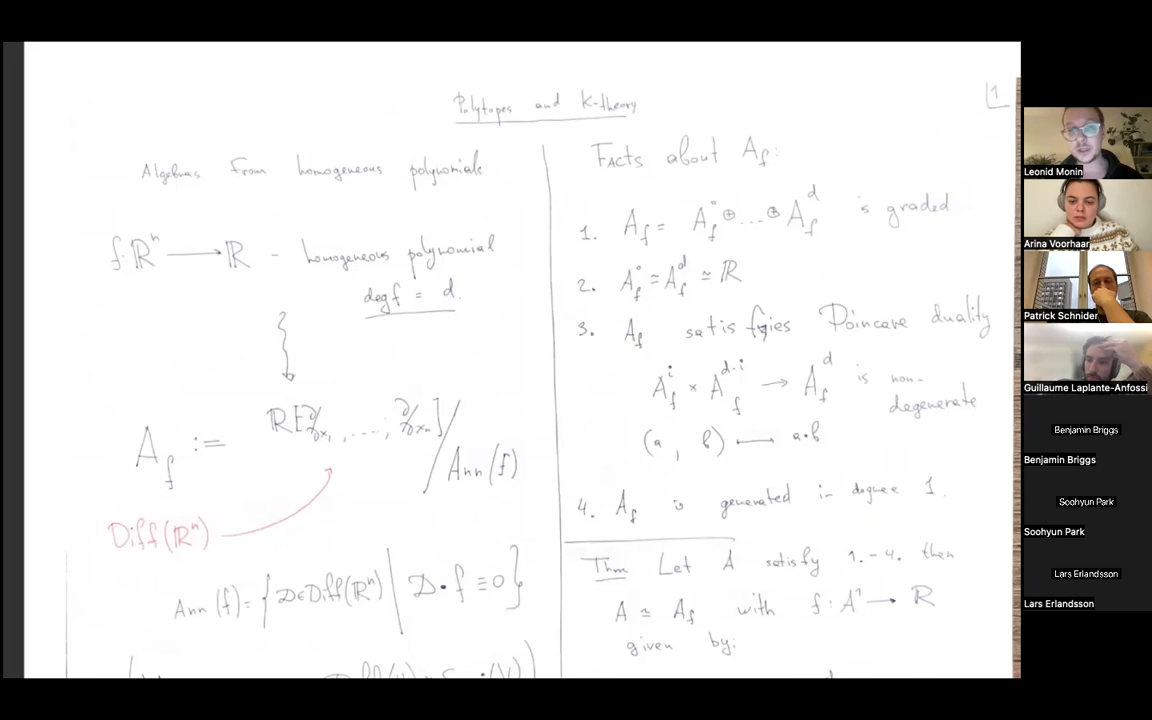 Polytopes and K-theory
1
Algebras from homogeneous polynomials
f: ℝⁿ ⟶ ℝ - homogeneous polynomial
deg f = d.
A_f := ℝ[∂/∂x₁, ...., ∂/∂xₙ] / Ann(f)
Diff(ℝⁿ)
Ann(f) = { D ∈ Diff(ℝⁿ) | D • f ≡ 0 }
Facts about A_f:
1. A_f = A_f^0 ⊕ ... ⊕ A_f^d is graded
2. A_f^0 ≃ A_f^d ≃ ℝ
3. A_f satisfies Poincare duality
A_f^i × A_f^{d-i} → A_f^d is non-degenerate
(a, b) ⟼ a·b
4. A_f is generated in degree 1.
Thm Let A satisfy 1.-4. then
A ≃ A_f with f: A¹ → ℝ
given by:
Leonid Monin
Arina Voorhaar
Patrick Schnider
Guillaume Laplante-Anfossi
Benjamin Briggs
Benjamin Briggs
Soohyun Park
Soohyun Park
Lars Erlandsson
Lars Erlandsson